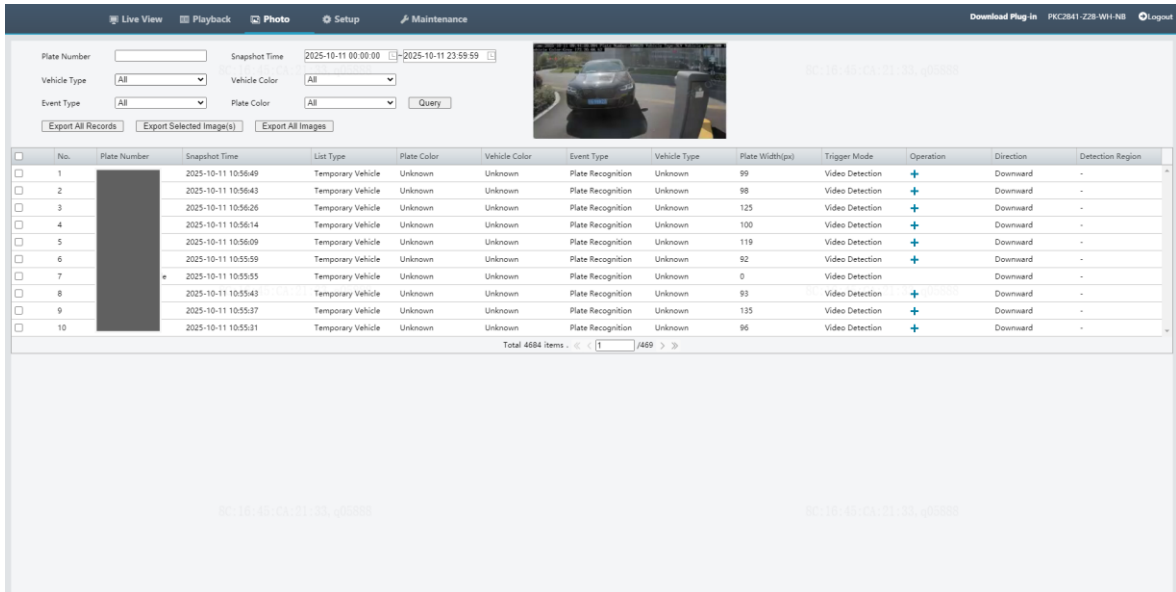 Live View Playback Photo Setup Maintenance Download Plug-in PKC2841-Z28-WH-NB Logout
Plate Number Snapshot Time 2025-10-11 00:00:00 ~ 2025-10-11 23:59:59
Vehicle Type All Vehicle Color All
Event Type All Plate Color All Query
Export All Records Export Selected Image(s) Export All Images
No. Plate Number Snapshot Time List Type Plate Color Vehicle Color Event Type Vehicle Type Plate Width(px) Trigger Mode Operation Direction Detection Region
1 2025-10-11 10:56:49 Temporary Vehicle Unknown Unknown Plate Recognition Unknown 99 Video Detection + Downward -
2 2025-10-11 10:56:43 Temporary Vehicle Unknown Unknown Plate Recognition Unknown 98 Video Detection + Downward -
3 2025-10-11 10:56:26 Temporary Vehicle Unknown Unknown Plate Recognition Unknown 125 Video Detection + Downward -
4 2025-10-11 10:56:14 Temporary Vehicle Unknown Unknown Plate Recognition Unknown 100 Video Detection + Downward -
5 2025-10-11 10:56:09 Temporary Vehicle Unknown Unknown Plate Recognition Unknown 119 Video Detection + Downward -
6 2025-10-11 10:55:59 Temporary Vehicle Unknown Unknown Plate Recognition Unknown 92 Video Detection + Downward -
7 e 2025-10-11 10:55:55 Temporary Vehicle Unknown Unknown Plate Recognition Unknown 0 Video Detection Downward -
8 2025-10-11 10:55:43 Temporary Vehicle Unknown Unknown Plate Recognition Unknown 93 Video Detection + Downward -
9 2025-10-11 10:55:37 Temporary Vehicle Unknown Unknown Plate Recognition Unknown 135 Video Detection + Downward -
10 2025-10-11 10:55:31 Temporary Vehicle Unknown Unknown Plate Recognition Unknown 96 Video Detection + Downward -
Total 4684 items . « < 1 /469 > »